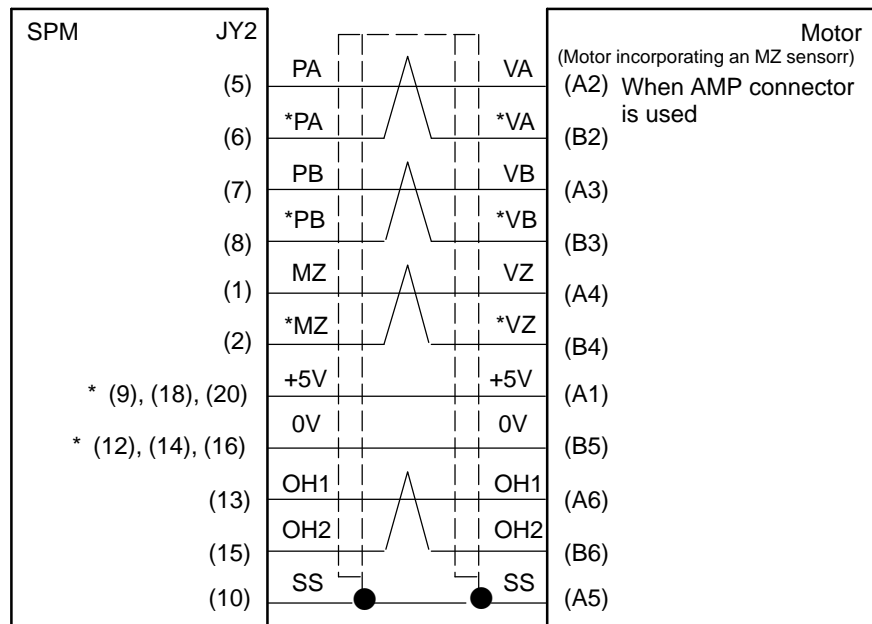 SPM JY2 Motor
(Motor incorporating an MZ sensorr)
PA VA
(5) (A2) When AMP connector
is used
*PA *VA
(6) (B2)
PB VB
(7) (A3)
*PB *VB
(8) (B3)
MZ VZ
(1) (A4)
*MZ *VZ
(2) (B4)
+5V +5V
* (9), (18), (20) (A1)
0V 0V
* (12), (14), (16) (B5)
OH1 OH1
(13) (A6)
OH2 OH2
(15) (B6)
SS SS
(10) (A5)